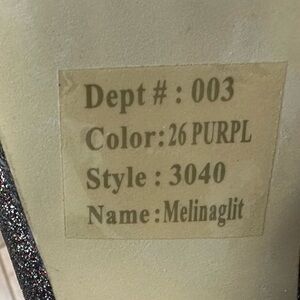 Dept # : 003
Color:26 PURPL
Style : 3040
Name :Melinaglit